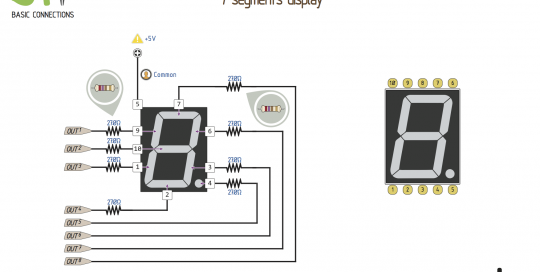 7 segments display
BASIC CONNECTIONS
+5V
Common
270Ω
5
7
10 9 8 7 6
270Ω
270Ω
270Ω
OUT1
9
6
OUT2
10
270Ω
270Ω
OUT3
1
3
4
2
1 2 3 4 5
270Ω
270Ω
OUT4
OUT5
OUT6
OUT7
OUT8